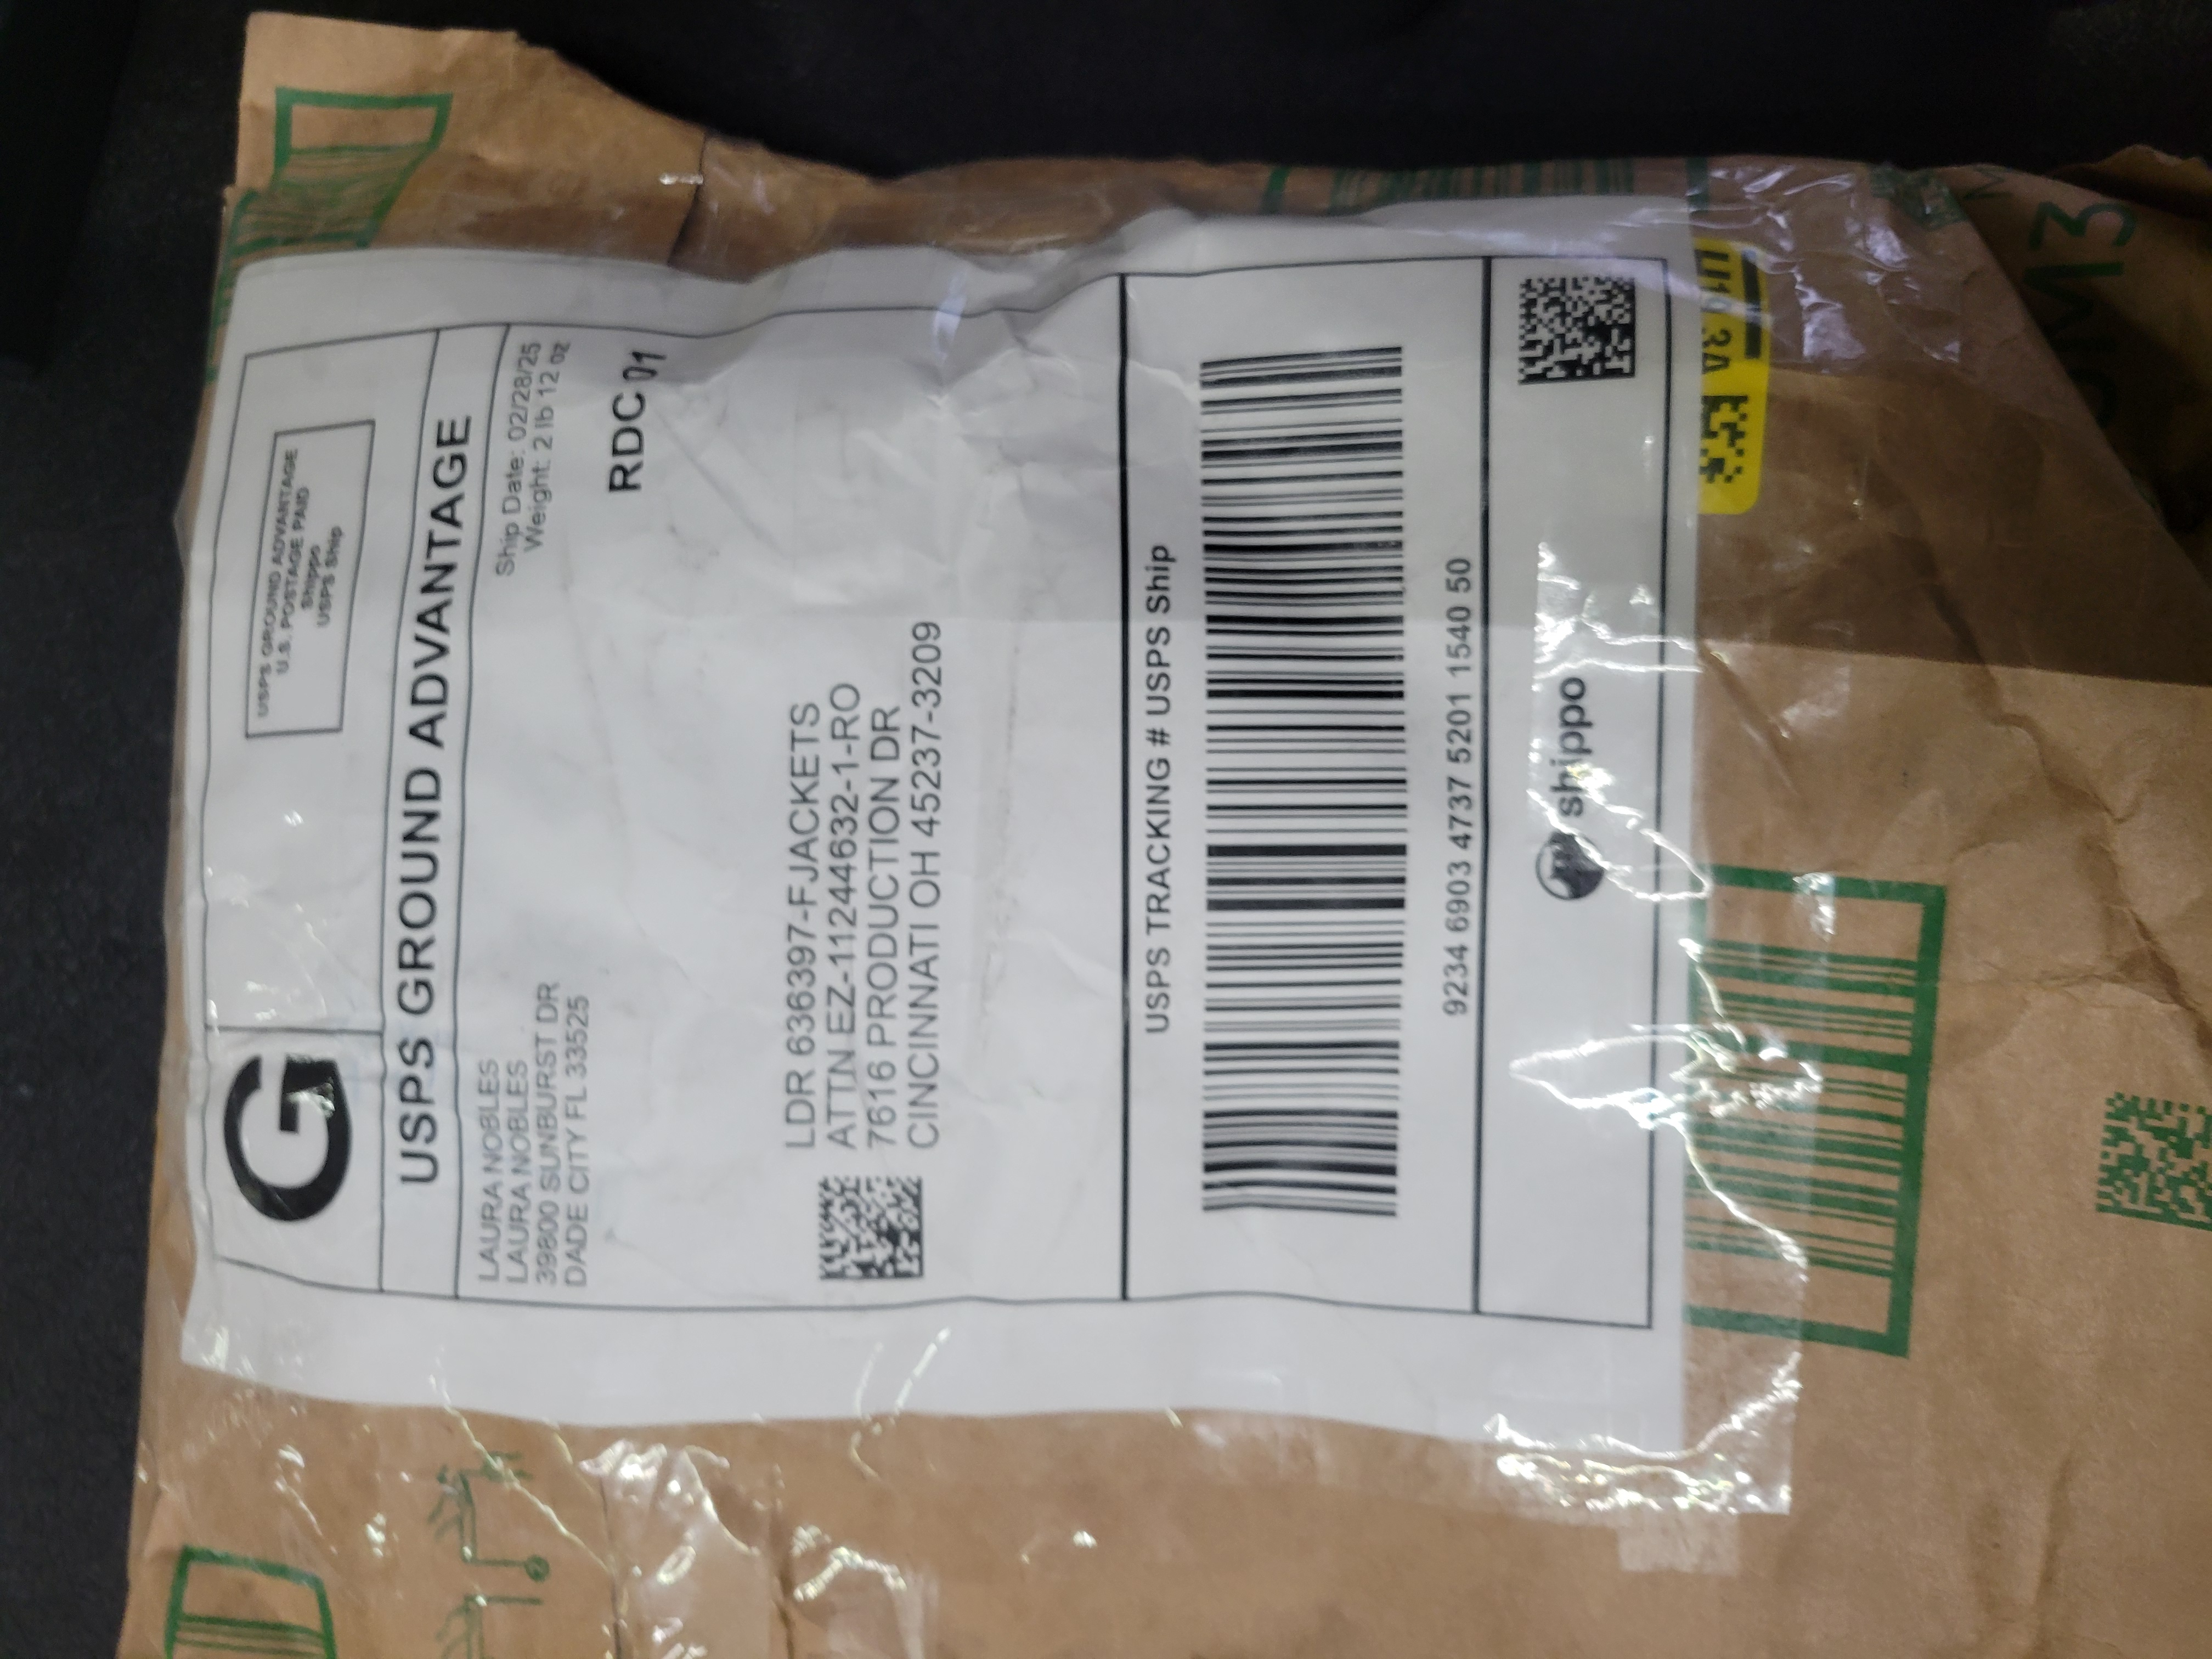 G
USPS GROUND ADVANTAGE
U.S. POSTAGE PAID
Shippo
USPS Ship
USPS GROUND ADVANTAGE
LAURA NOBLES
LAURA NOBLES
39800 SUNBURST DR
DADE CITY FL 33525
Ship Date: 02/28/25
Weight: 2 lb 12 oz
RDC 01
LDR 636397-FJACKETS
ATTN EZ-11244632-1-RO
7616 PRODUCTION DR
CINCINNATI OH 45237-3209
USPS TRACKING # USPS Ship
9234 6903 4737 5201 1540 50
shippo